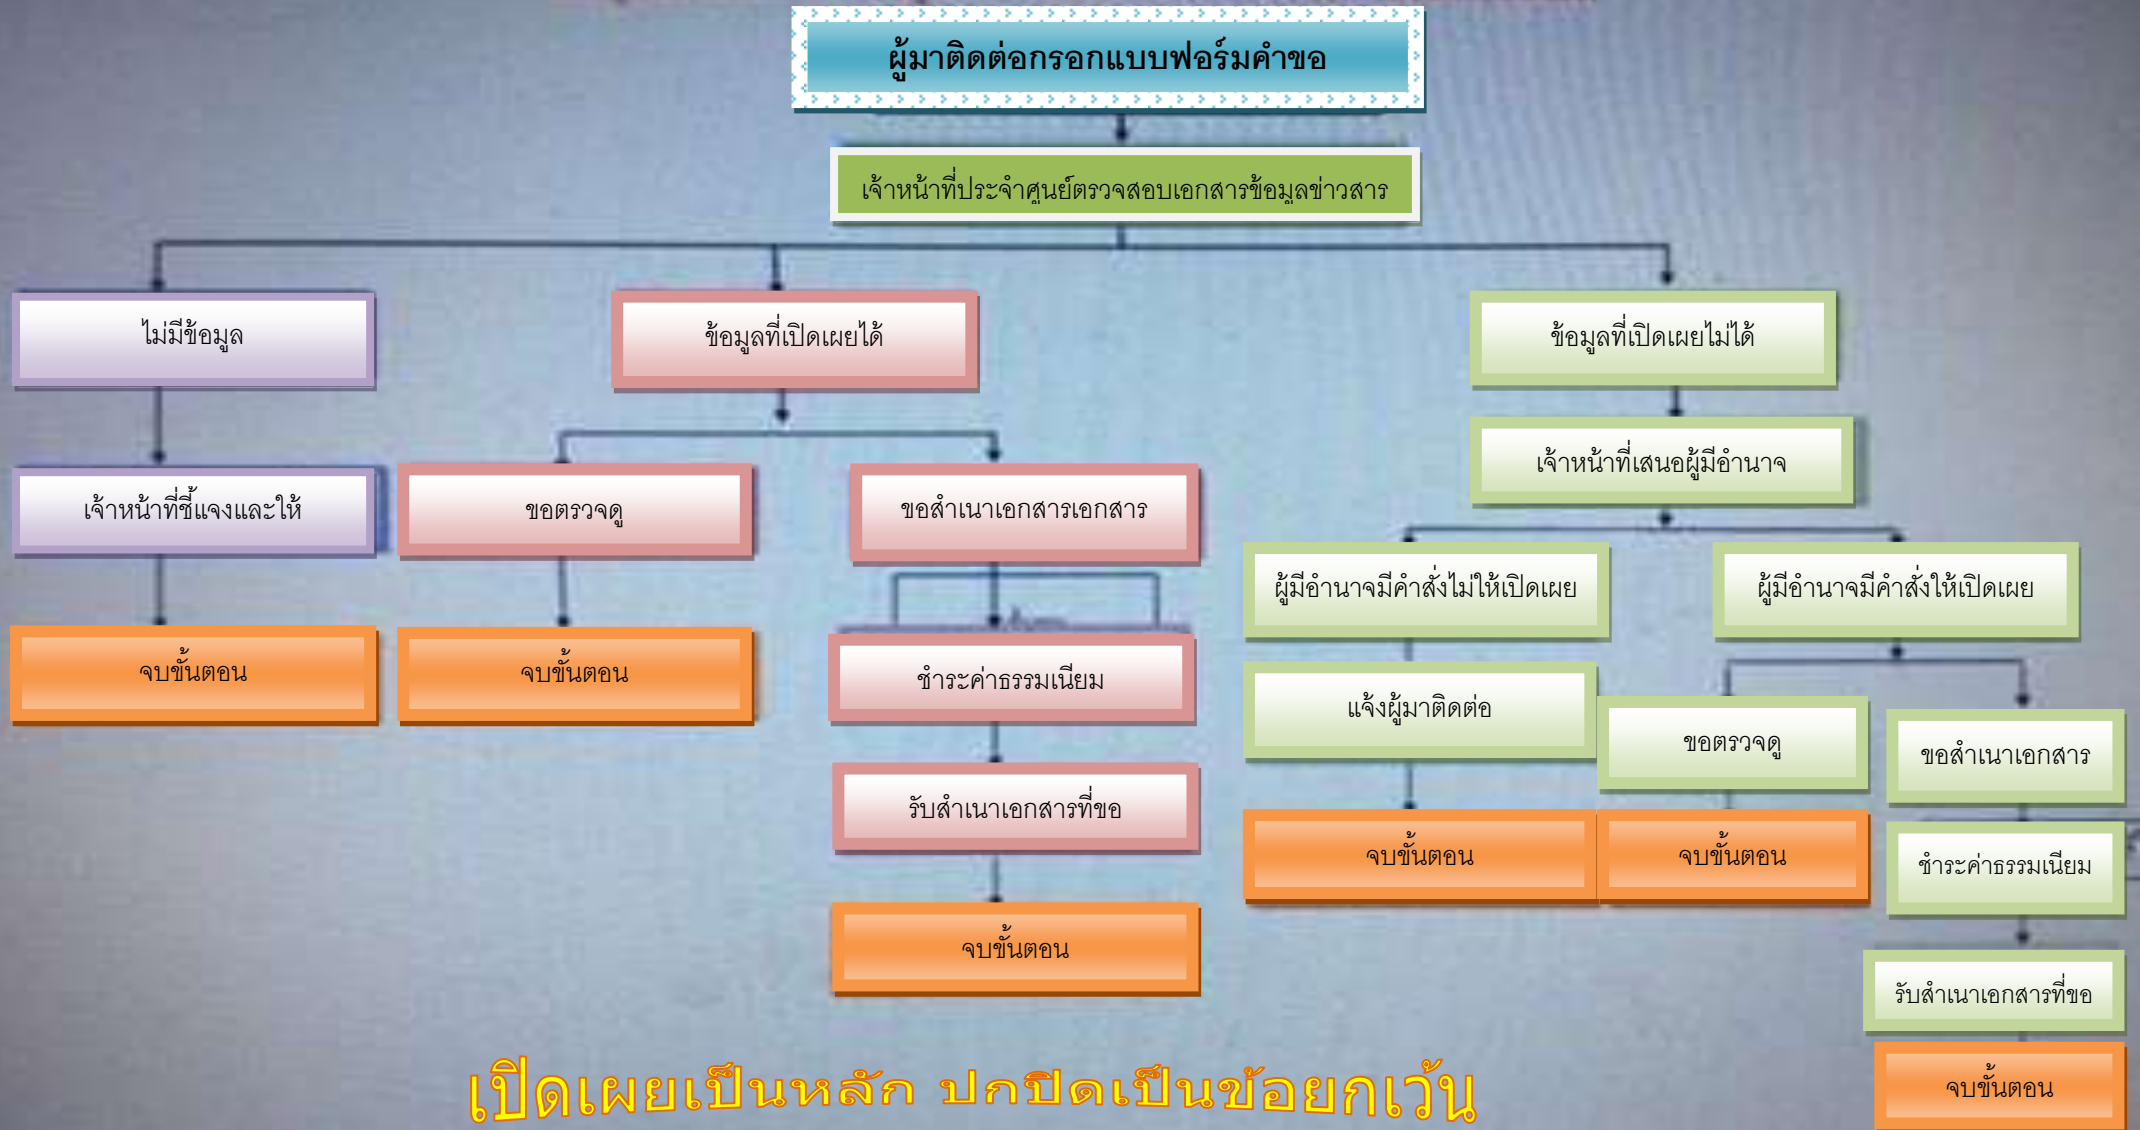 ผู้มาติดต่อกรอกแบบฟอร์มคำขอ
เจ้าหน้าที่ประจำศูนย์ตรวจสอบเอกสารข้อมูลข่าวสาร
ไม่มีข้อมูล
ข้อมูลที่เปิดเผยได้
ข้อมูลที่เปิดเผยไม่ได้
เจ้าหน้าที่เสนอผู้มีอำนาจ
เจ้าหน้าที่ชี้แจงและให้
ขอตรวจดู
ขอสำเนาเอกสารเอกสาร
ผู้มีอำนาจมีคำสั่งไม่ให้เปิดเผย
ผู้มีอำนาจมีคำสั่งให้เปิดเผย
จบขั้นตอน
จบขั้นตอน
ชำระค่าธรรมเนียม
แจ้งผู้มาติดต่อ
ขอตรวจดู
ขอสำเนาเอกสาร
รับสำเนาเอกสารที่ขอ
จบขั้นตอน
จบขั้นตอน
ชำระค่าธรรมเนียม
จบขั้นตอน
รับสำเนาเอกสารที่ขอ
จบขั้นตอน
เปิดเผยเป็นหลัก ปกปิดเป็นข้อยกเว้น